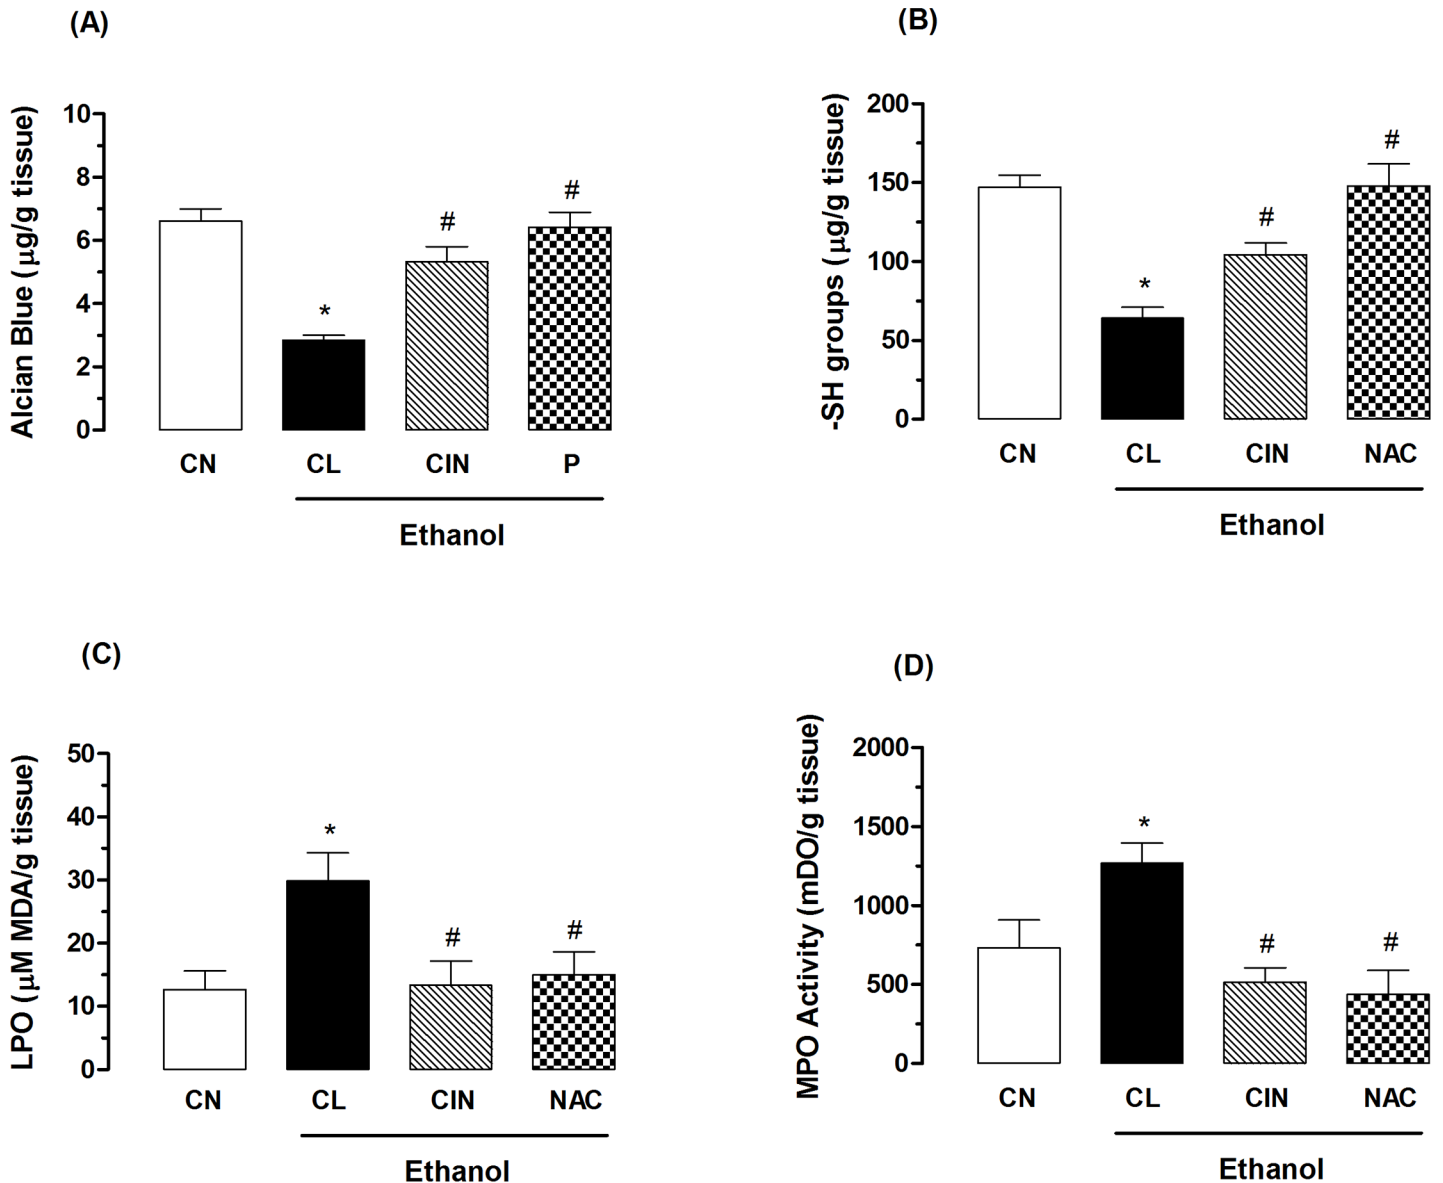 (A)
Alcian Blue (μg/g tissue)
10
8
6
4
2
0
*
#
#
CN CL CIN P
Ethanol
(B)
-SH groups (μg/g tissue)
200
150
100
50
0
*
#
#
CN CL CIN NAC
Ethanol
(C)
LPO (μM MDA/g tissue)
50
40
30
20
10
0
*
#
#
CN CL CIN NAC
Ethanol
(D)
MPO Activity (mDO/g tissue)
2000
1500
1000
500
0
*
#
#
CN CL CIN NAC
Ethanol